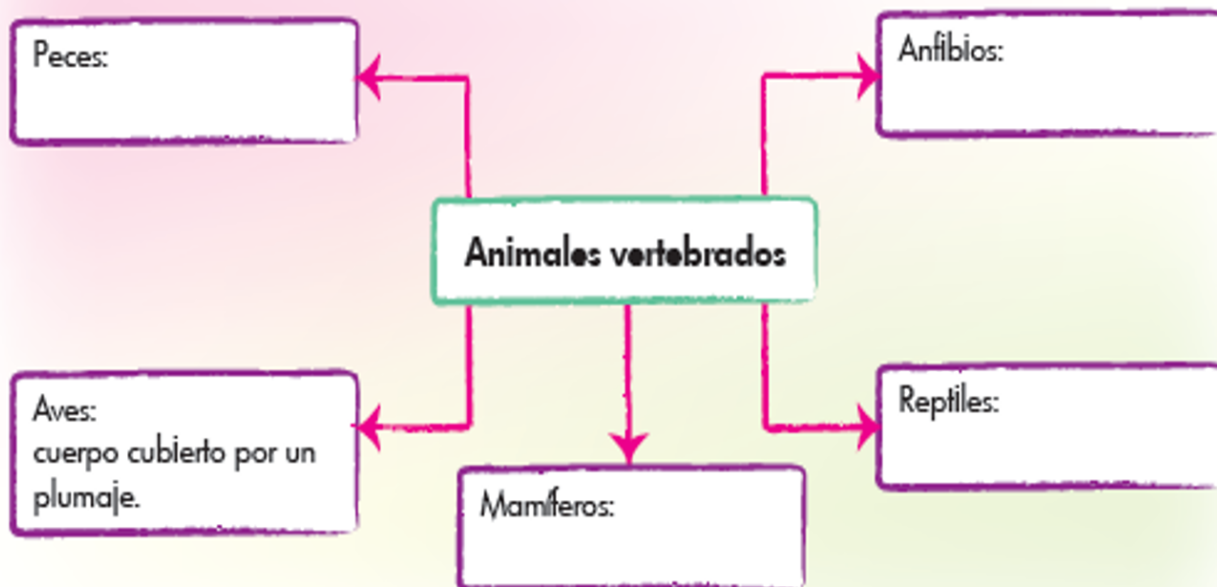 Peces:
Anfibios:
Animales vertebrados
Aves:
cuerpo cubierto por un
plumaje.
Reptiles:
Mamíferos: